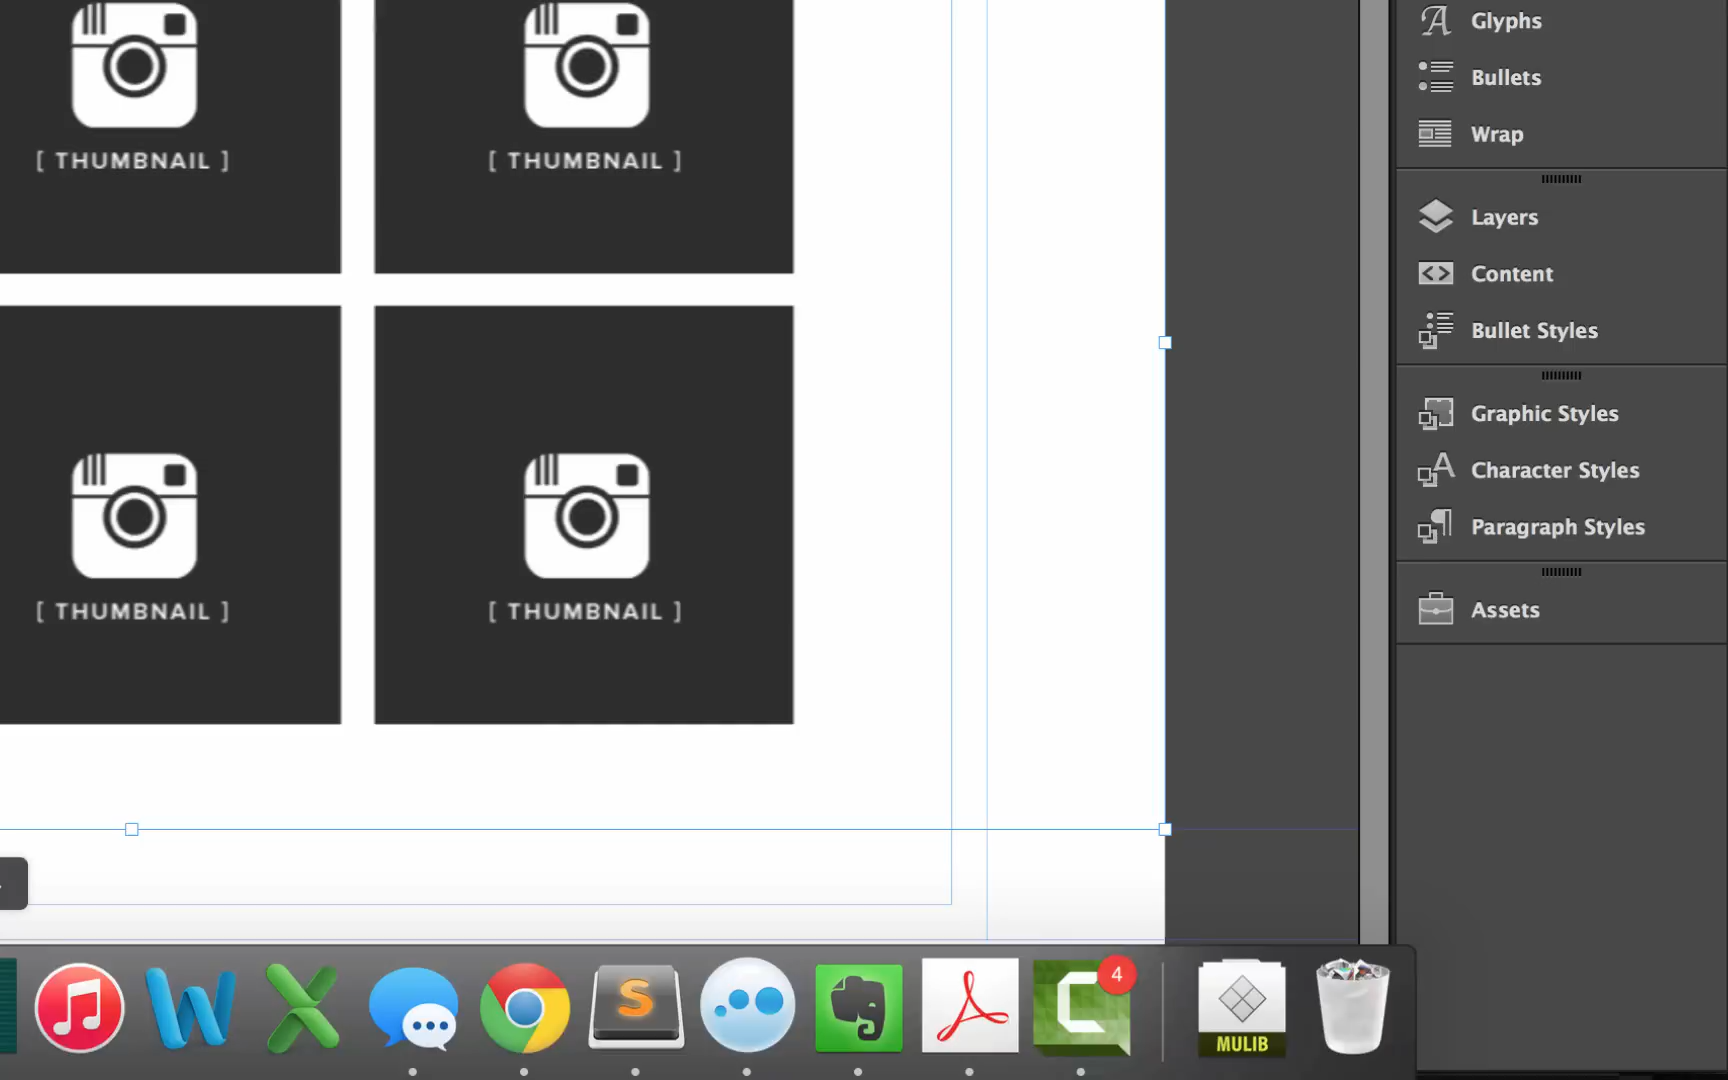 [ THUMBNAIL ]
[ THUMBNAIL ]
[ THUMBNAIL ]
[ THUMBNAIL ]
Glyphs
Bullets
Wrap
Layers
Content
Bullet Styles
Graphic Styles
Character Styles
Paragraph Styles
Assets
4
MULIB